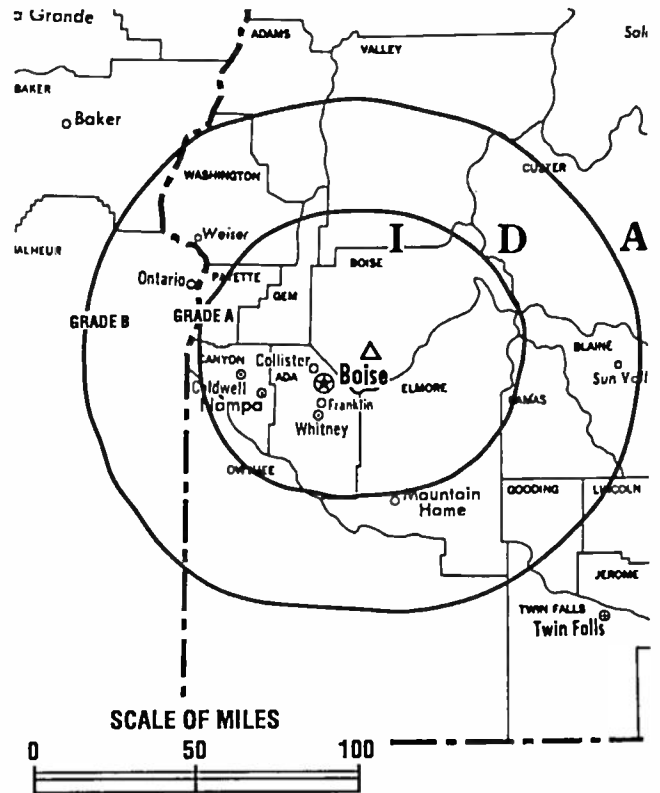 a Grande
ADAMS
VALLEY
BAKER
Baker
CUSTER
WASHINGTON
Weiser
I D A
BOISE
PAYETTE
Ontario
GEM
GRADE B
GRADE A
BLAINE
CANYON
Collister
Boise
Sun Vall
ADA
Caldwell
ELMORE
Nampa
Franklin
Whitney
OWYHEE
GOODING
LINCOLN
Mountain
Home
JEROME
TWIN FALLS
Twin Falls
SCALE OF MILES
0 50 100